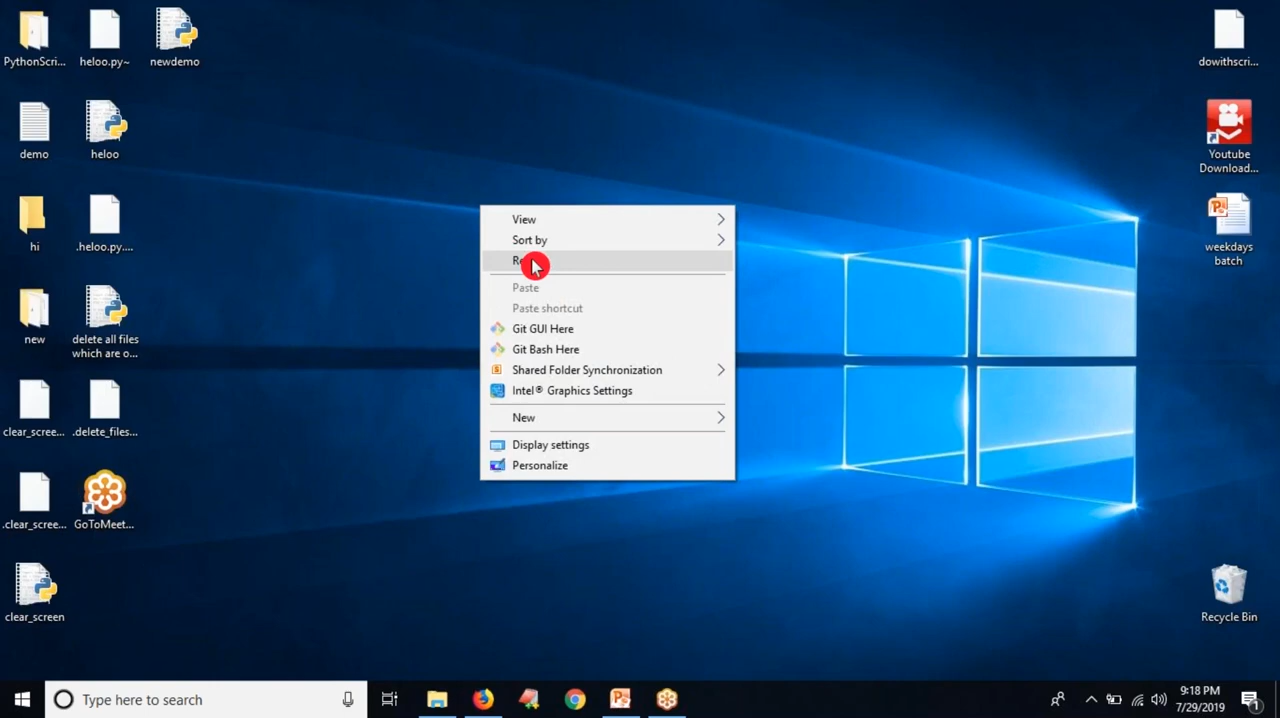 PythonScri...
heloo.py~
newdemo
demo
heloo
hi
.heloo.py....
new
delete all files
which are o...
clear_scree...
.delete_files...
.clear_scree...
GoToMeet...
clear_screen
View
Sort by
Paste
Paste shortcut
Git GUI Here
Git Bash Here
Shared Folder Synchronization
Intel® Graphics Settings
New
Display settings
Personalize
dowithscri...
Youtube
Download...
weekdays
batch
Recycle Bin
Type here to search
9:18 PM
7/29/2019
1